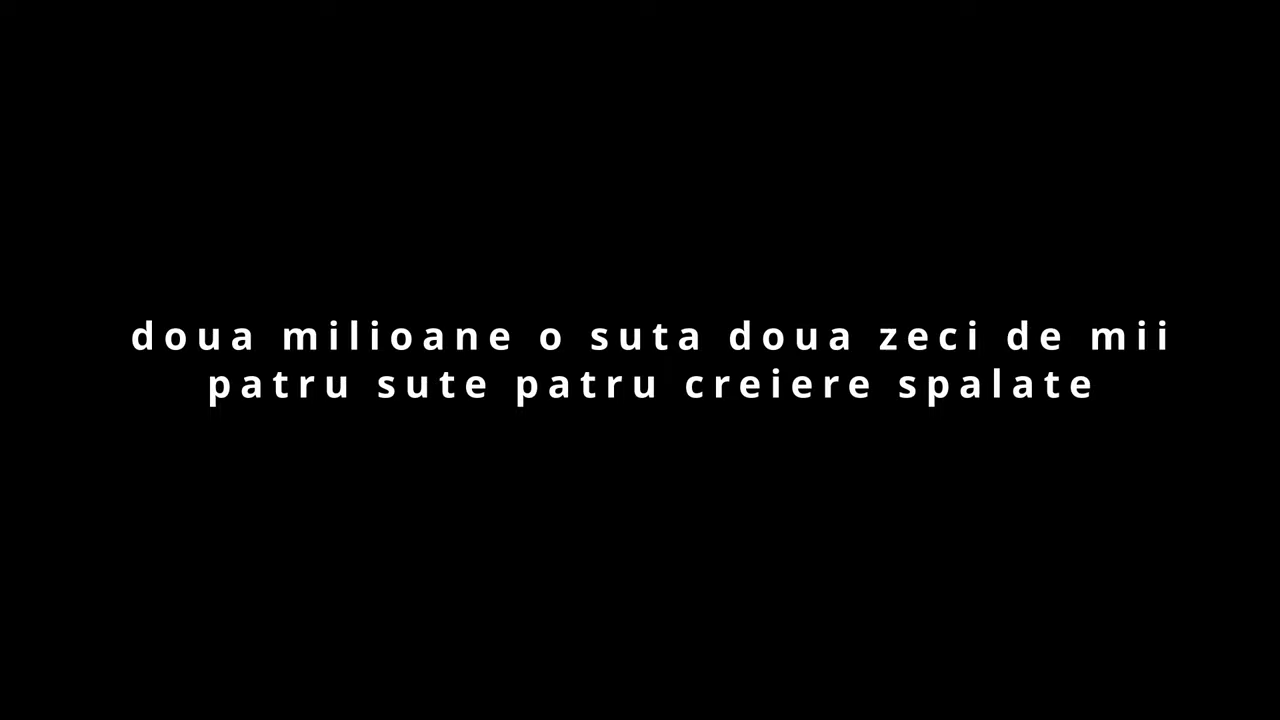 doua milioane o suta doua zeci de mii
patru sute patru creiere spalate